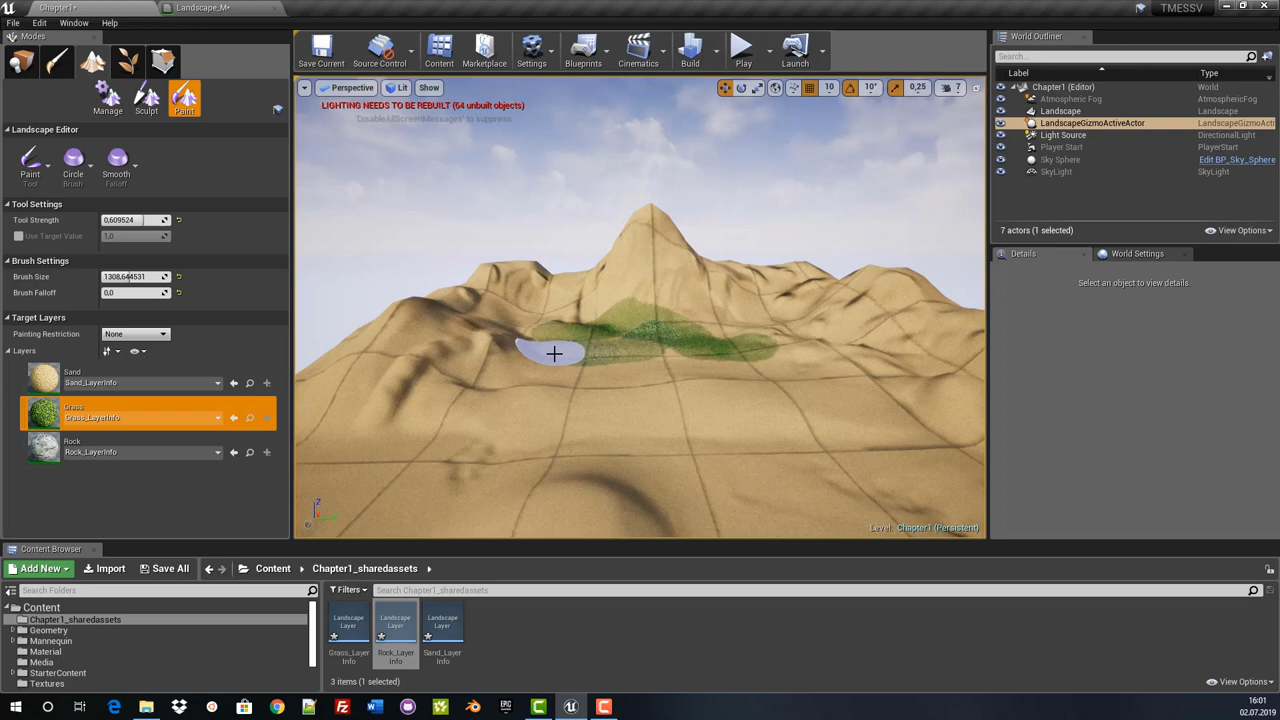 Chapter1*
Landscape_M*
TMESSV
File Edit Window Help
Modes
Manage Sculpt Paint
Landscape Editor
Paint Circle Smooth
Tool Brush Falloff
Tool Settings
Tool Strength 0,609524
Use Target Value 1.0
Brush Settings
Brush Size 1308,644531
Brush Falloff 0,0
Target Layers
Painting Restriction None
Layers
Sand
Sand_LayerInfo
Grass
Grass_LayerInfo
Rock
Rock_LayerInfo
Save Current Source Control Content Marketplace Settings Blueprints Cinematics Build Play Launch
Perspective Lit Show 10 10° 0,25 7
LIGHTING NEEDS TO BE REBUILT (64 unbuilt objects)
'DisableAllScreenMessages' to suppress
Z
Level: Chapter1 (Persistent)
World Outliner
Search...
Label Type
Chapter1 (Editor) World
Atmospheric Fog AtmosphericFog
Landscape Landscape
LandscapeGizmoActiveActor LandscapeGizmoActi
Light Source DirectionalLight
Player Start PlayerStart
Sky Sphere Edit BP_Sky_Sphere
SkyLight SkyLight
7 actors (1 selected) View Options
Details World Settings
Select an object to view details.
Content Browser
Add New Import Save All Content Chapter1_sharedassets
Search Folders
Content
Chapter1_sharedassets
Geometry
Mannequin
Material
Media
StarterContent
Textures
Filters Search Chapter1_sharedassets
Landscape Layer
Landscape Layer
Landscape Layer
Grass_Layer Info
Rock_Layer Info
Sand_Layer Info
3 items (1 selected) View Options
16:01
02.07.2019